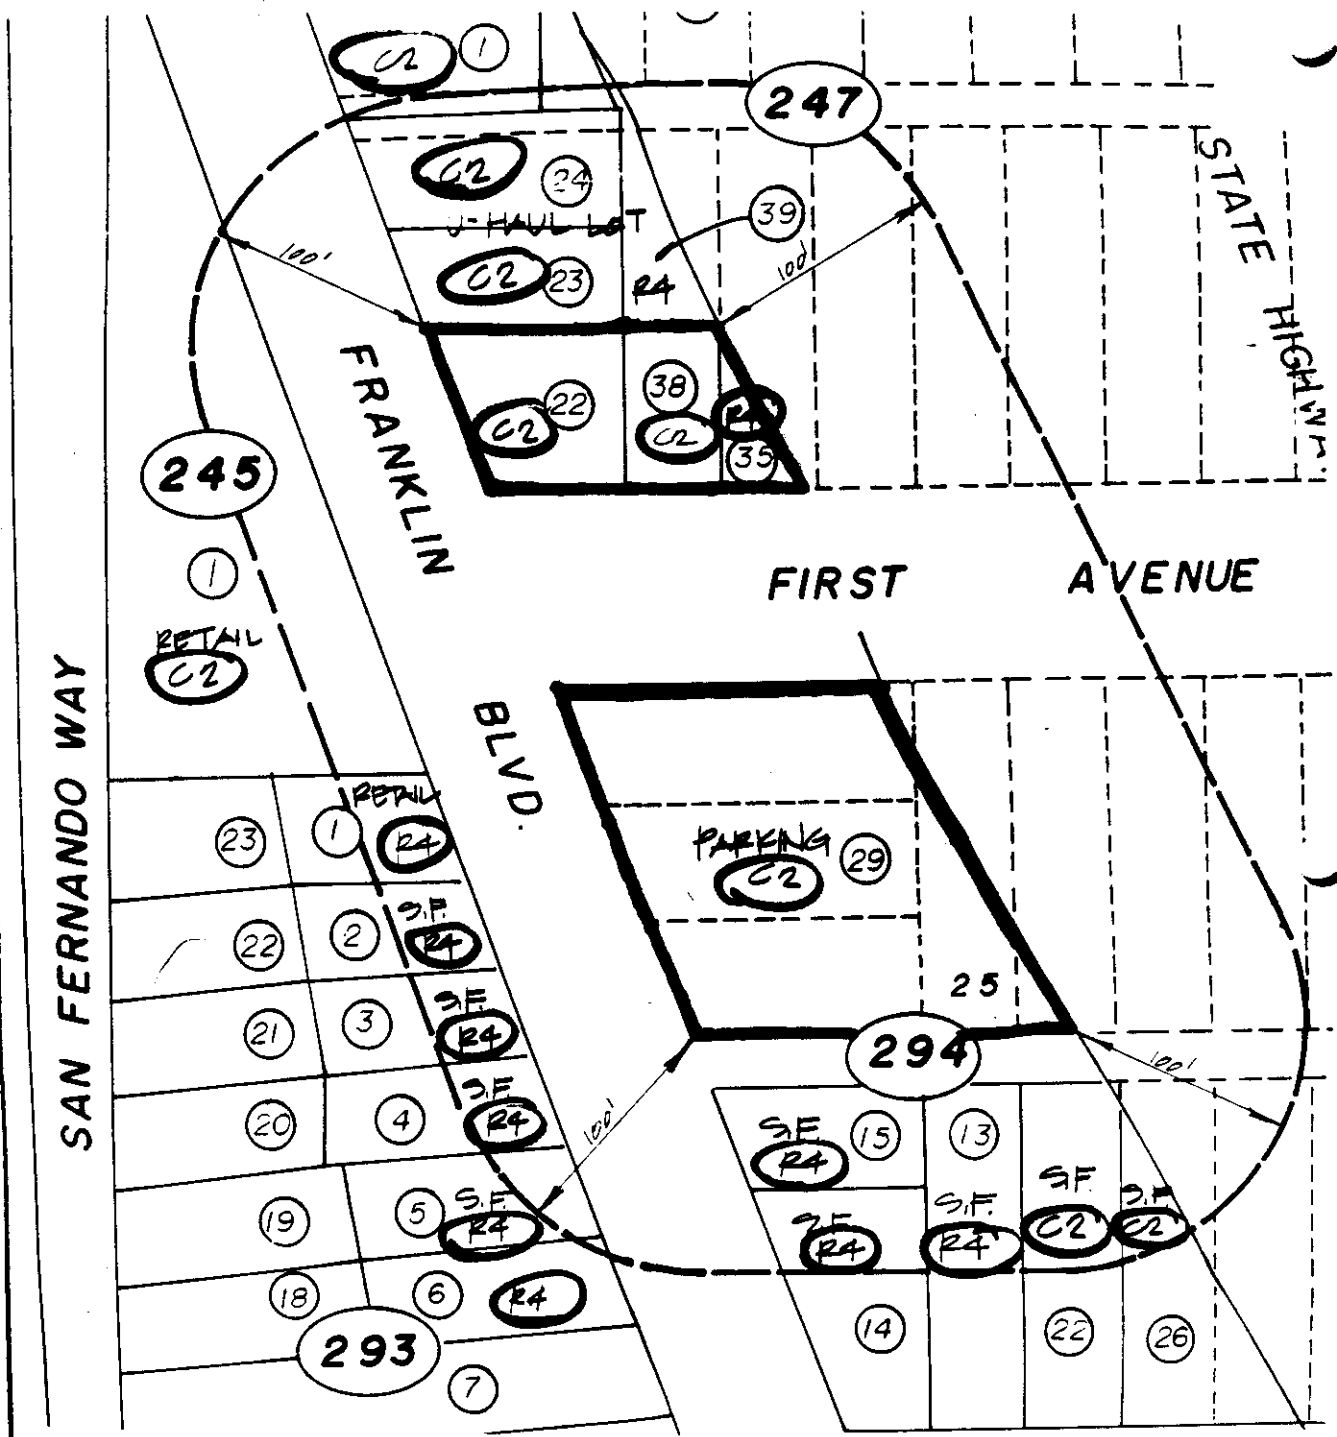 C2 1
247
C2 24
U-HAUL LOT
39
C2 23
R4
100'
100'
STATE HIGHWAY
FRANKLIN BLVD.
22
C2
38
C2
R4
35
245
1
RETAIL
C2
FIRST AVENUE
SAN FERNANDO WAY
RETAIL
23 1 R4
PARKING
C2 29
S.F.
22 2 R4
25
S.F.
21 3 R4
294
100'
100'
S.F.
20 4 R4
S.F. 15 13
R4
S.F.
19 5 R4
S.F.
R4
S.F.
R4
S.F.
C2
S.F.
C2
18 6 R4
293
7
14 22 26